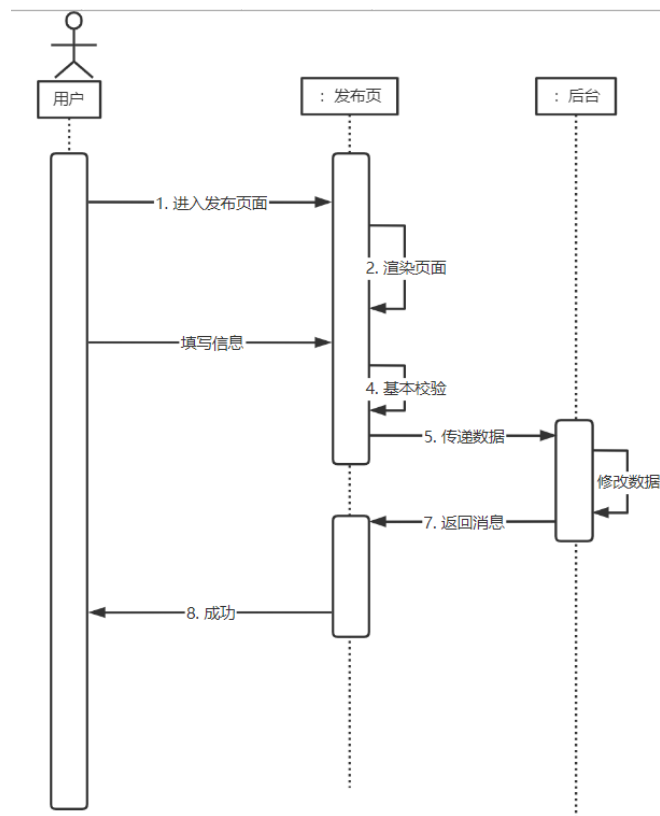 用户
：发布页
：后台
1. 进入发布页面
2. 渲染页面
填写信息
4. 基本校验
5. 传递数据
修改数据
7. 返回消息
8. 成功